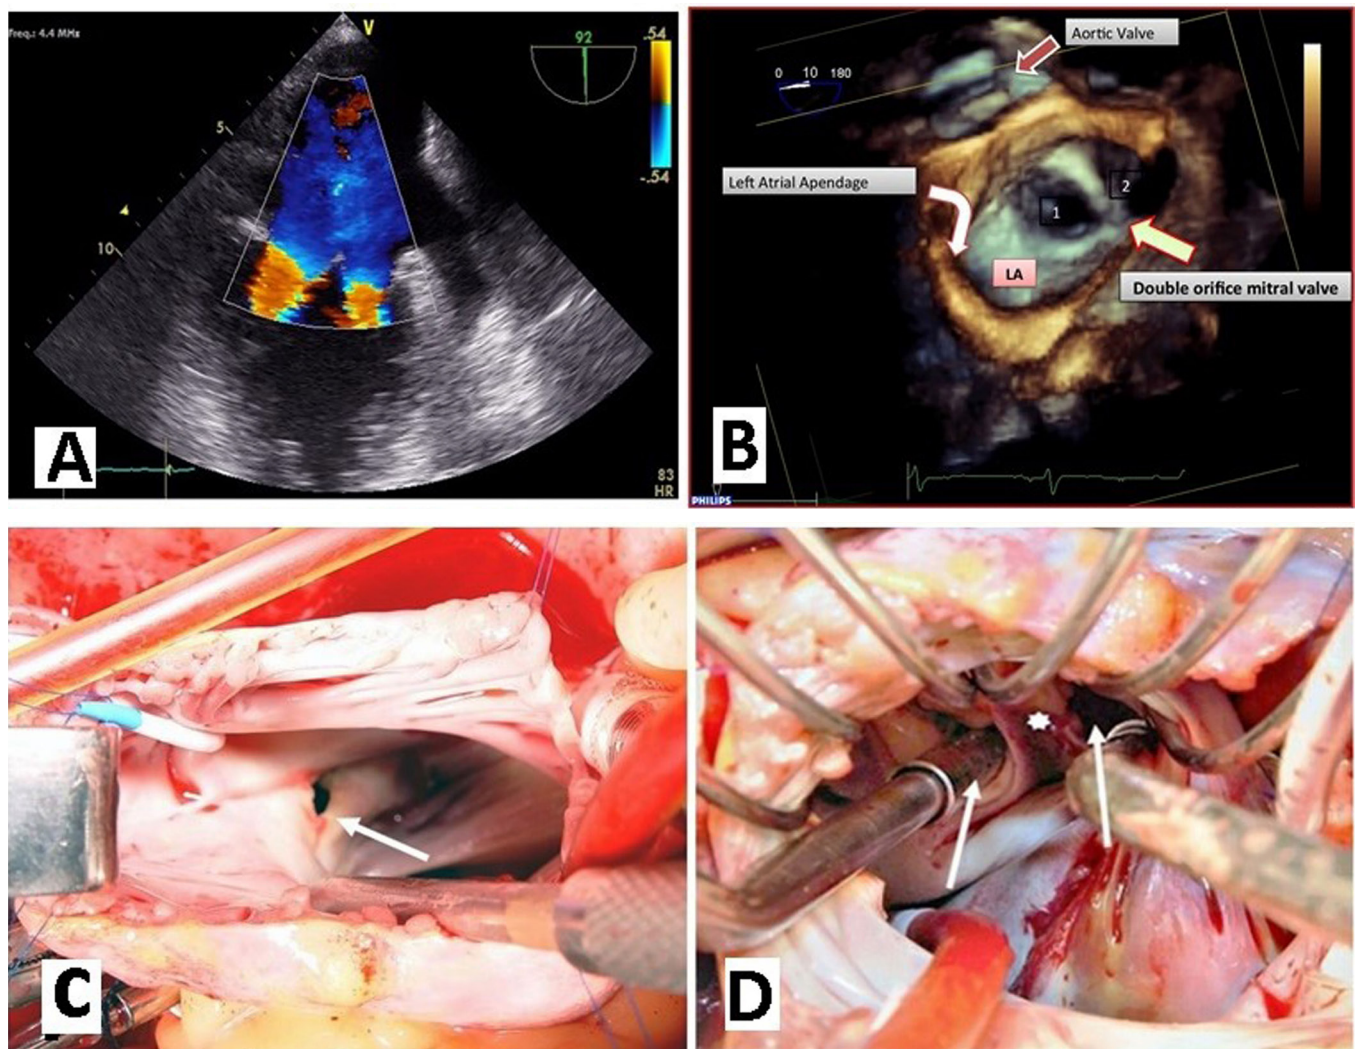 Freq.: 4.4 MHz
V
92
.54
-.54
5
10
83
HR
A
Aortic Valve
0 10 180
Left Atrial Apendage
1
2
LA
Double orifice mitral valve
B
PHILIPS
C
D